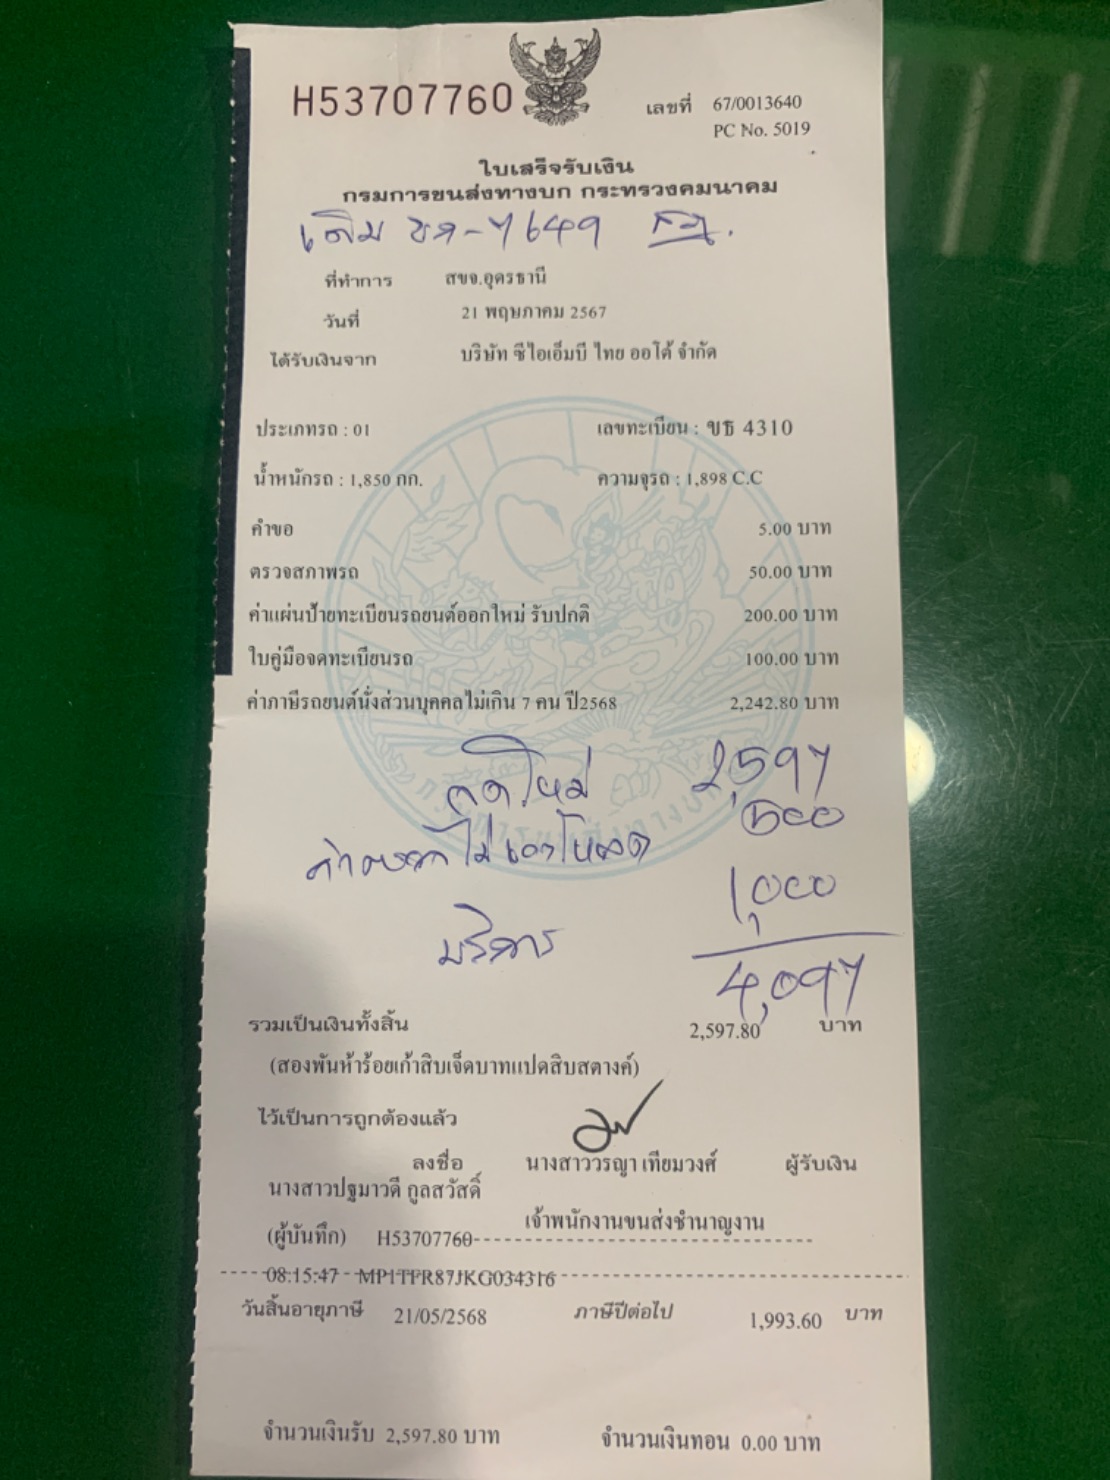 H53707760
เลขที่ 67/0013640
PC No. 5019
ใบเสร็จรับเงิน
กรมการขนส่งทางบก กระทรวงคมนาคม
เดิม ขล-7649
ที่ทำการ สขจ.อุดรธานี
วันที่ 21 พฤษภาคม 2567
ได้รับเงินจาก บริษัท ซีไอเอ็มบี ไทย ออโต้ จำกัด
ประเภทรถ : 01 เลขทะเบียน : ขธ 4310
น้ำหนักรถ : 1,850 กก. ความจุรถ : 1,898 C.C
คำขอ 5.00 บาท
ตรวจสภาพรถ 50.00 บาท
ค่าแผ่นป้ายทะเบียนรถยนต์ออกใหม่ รับปกติ 200.00 บาท
ใบคู่มือจดทะเบียนรถ 100.00 บาท
ค่าภาษีรถยนต์นั่งส่วนบุคคลไม่เกิน 7 คน ปี2568 2,242.80 บาท
จดใหม่ 2,597
ไม่เอา 500
บริการ 1,000
4,097
รวมเป็นเงินทั้งสิ้น 2,597.80 บาท
(สองพันห้าร้อยเก้าสิบเจ็ดบาทแปดสิบสตางค์)
ไว้เป็นการถูกต้องแล้ว
ลงชื่อ นางสาววรญา เทียมวงศ์ ผู้รับเงิน
นางสาวปฐมาวดี กูลสวัสดิ์
เจ้าพนักงานขนส่งชำนาญงาน
(ผู้บันทึก) H53707760
08:15:47 MP1TFR87JKG034316
วันสิ้นอายุภาษี 21/05/2568 ภาษีปีต่อไป 1,993.60 บาท
จำนวนเงินรับ 2,597.80 บาท จำนวนเงินทอน 0.00 บาท